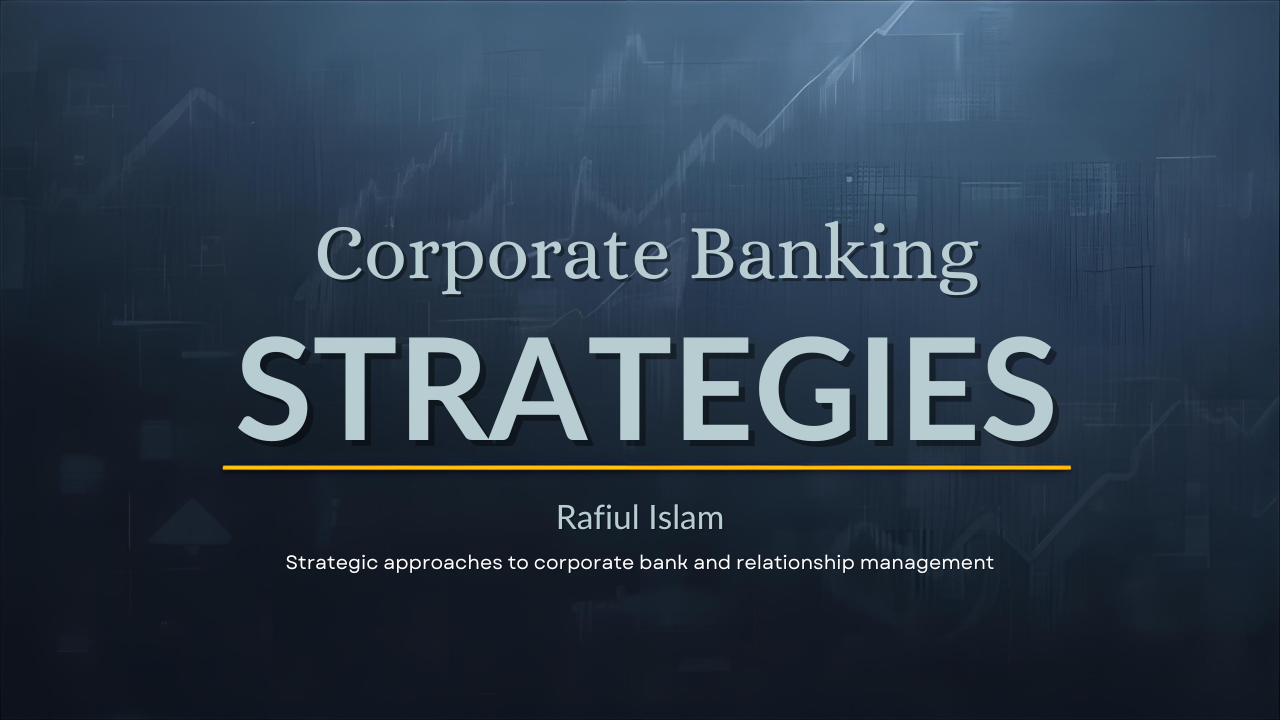 Corporate Banking
STRATEGIES
Rafiul Islam
Strategic approaches to corporate bank and relationship management